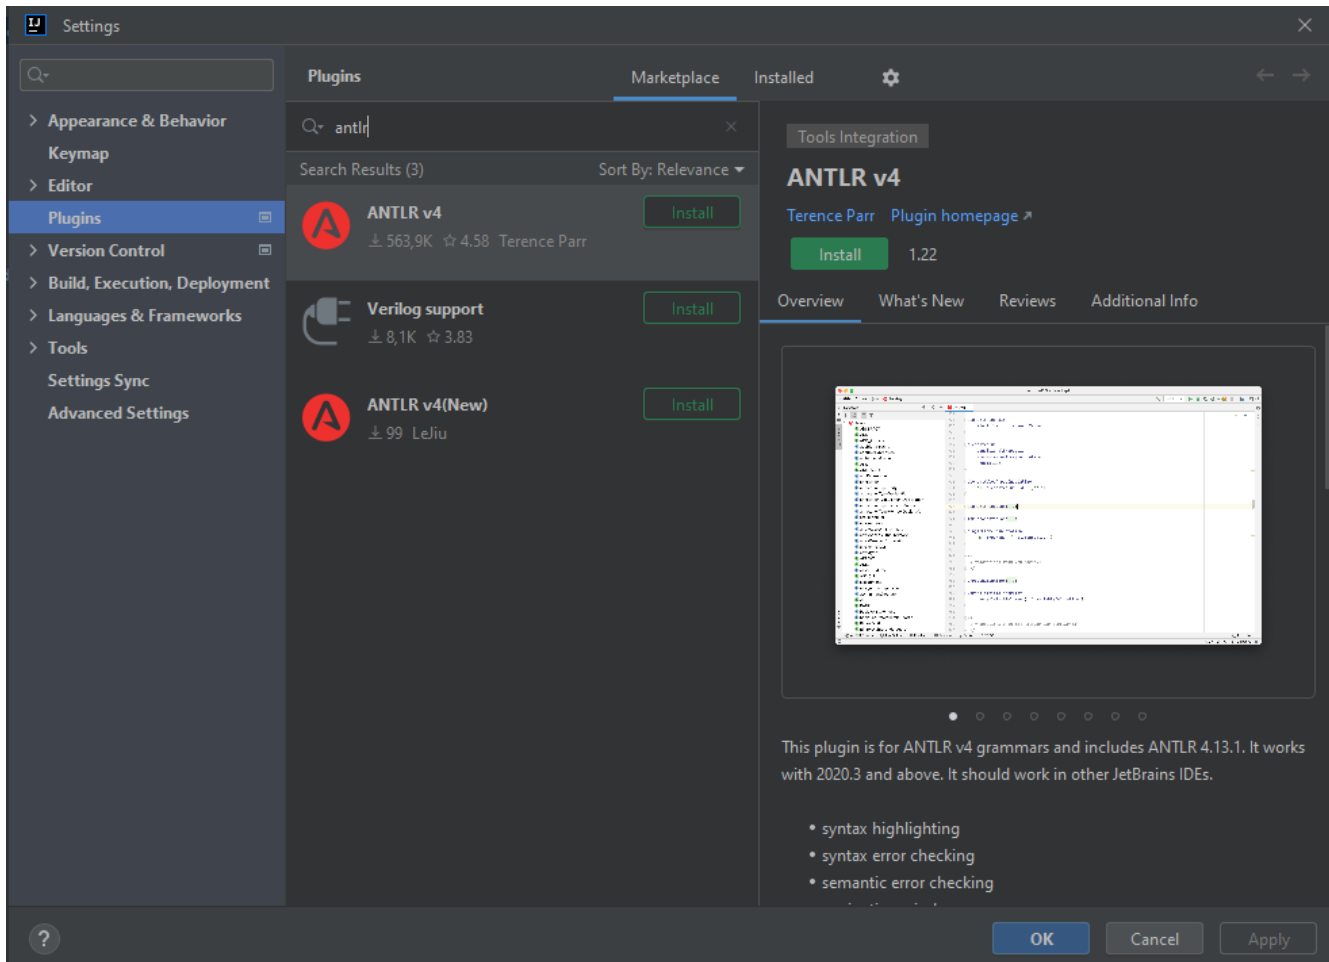 IJ
Settings
Appearance & Behavior
Keymap
Editor
Plugins
Version Control
Build, Execution, Deployment
Languages & Frameworks
Tools
Settings Sync
Advanced Settings
Plugins
Marketplace
Installed
antlr
Search Results (3)
Sort By: Relevance
ANTLR v4
Install
563,9K 4.58 Terence Parr
Verilog support
Install
8,1K 3.83
ANTLR v4(New)
Install
99 LeJiu
Tools Integration
ANTLR v4
Terence Parr Plugin homepage
Install 1.22
Overview What's New Reviews Additional Info
This plugin is for ANTLR v4 grammars and includes ANTLR 4.13.1. It works
with 2020.3 and above. It should work in other JetBrains IDEs.
• syntax highlighting
• syntax error checking
• semantic error checking
?
OK
Cancel
Apply